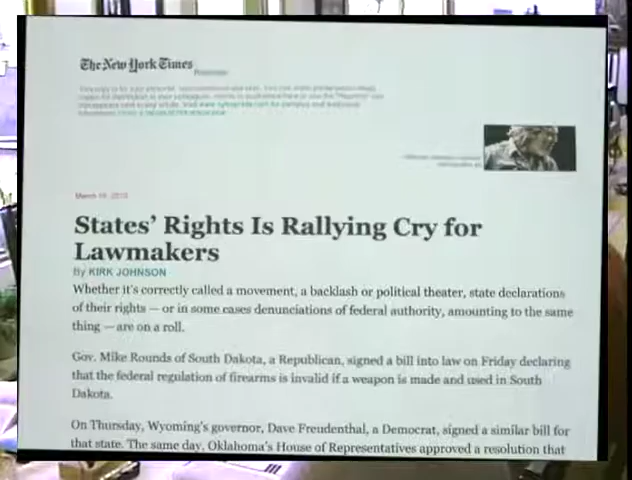 The New York Times
March 16, 2010
States' Rights Is Rallying Cry for
Lawmakers
By KIRK JOHNSON
Whether it's correctly called a movement, a backlash or political theater, state declarations
of their rights — or in some cases denunciations of federal authority, amounting to the same
thing — are on a roll.
Gov. Mike Rounds of South Dakota, a Republican, signed a bill into law on Friday declaring
that the federal regulation of firearms is invalid if a weapon is made and used in South
Dakota.
On Thursday, Wyoming's governor, Dave Freudenthal, a Democrat, signed a similar bill for
that state. The same day, Oklahoma's House of Representatives approved a resolution that